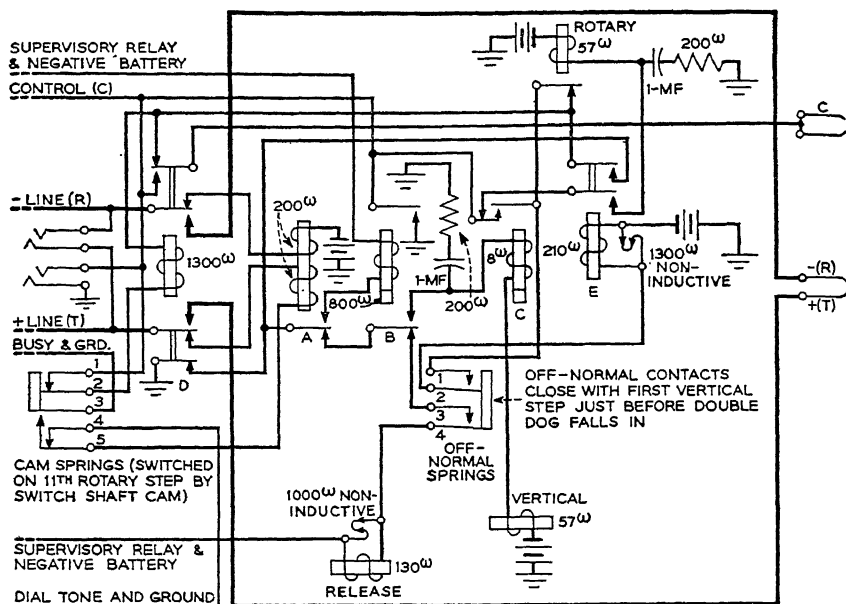 SUPERVISORY RELAY
& NEGATIVE BATTERY
CONTROL (C)
ROTARY
57ω
200ω
1-MF
C
-LINE (R)
200ω
1300ω
1-MF
200ω
800ω
8ω
C
210ω
E
1300ω
NON-
INDUCTIVE
-(R)
+(T)
+LINE(T)
BUSY & GRD.
D
A
B
1
2
3
4
5
1
2
3
4
OFF-NORMAL CONTACTS
CLOSE WITH FIRST VERTICAL
STEP JUST BEFORE DOUBLE
DOG FALLS IN
OFF-
NORMAL
SPRINGS
CAM SPRINGS (SWITCHED
ON 11TH ROTARY STEP BY
SWITCH SHAFT CAM)
1000ω NON-
INDUCTIVE
VERTICAL
57ω
SUPERVISORY RELAY &
NEGATIVE BATTERY
130ω
RELEASE
DIAL TONE AND GROUND